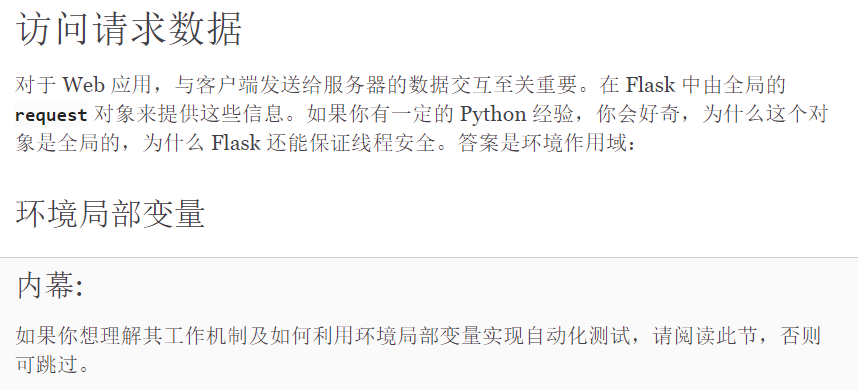 访问请求数据
对于 Web 应用，与客户端发送给服务器的数据交互至关重要。在 Flask 中由全局的
request 对象来提供这些信息。如果你有一定的 Python 经验，你会好奇，为什么这个对
象是全局的，为什么 Flask 还能保证线程安全。答案是环境作用域：
环境局部变量
内幕:
如果你想理解其工作机制及如何利用环境局部变量实现自动化测试，请阅读此节，否则
可跳过。